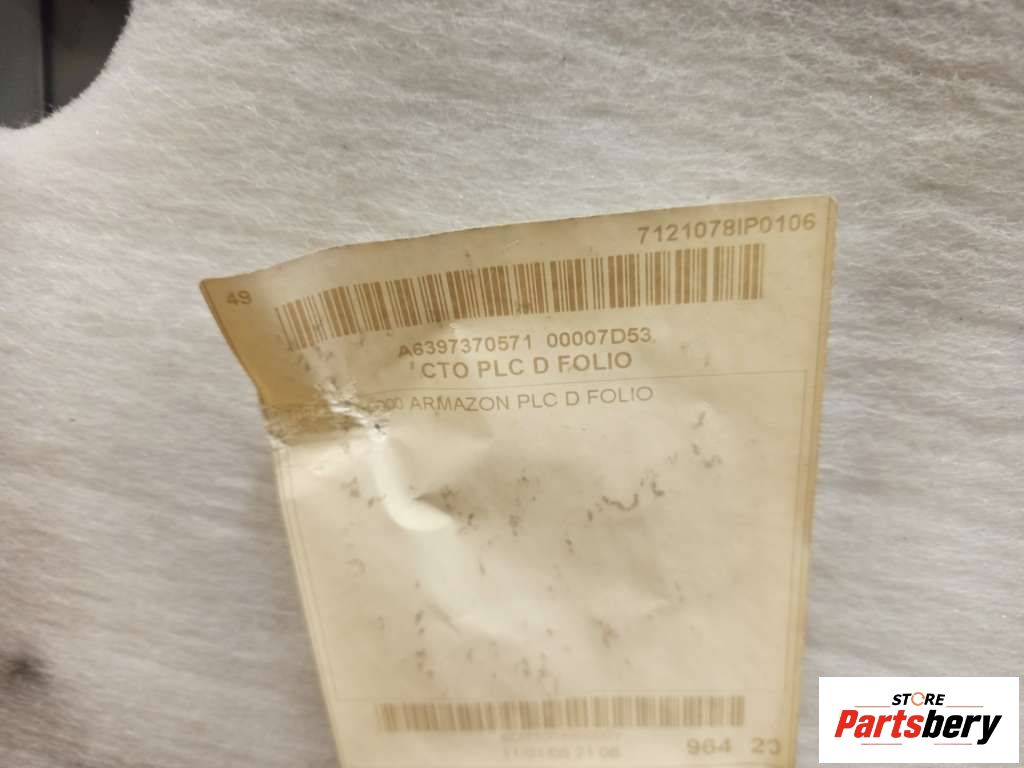 7121078IP0106
49
A6397370571 00007D53
CTO PLC D FOLIO
ARMAZON PLC D FOLIO
964 23
STORE
Partsbery